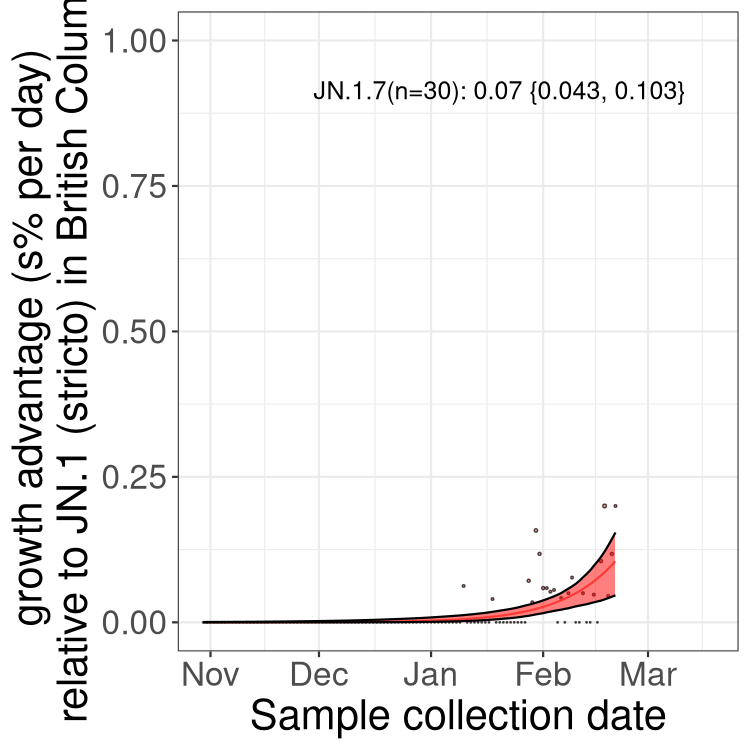 growth advantage (s% per day)
relative to JN.1 (stricto) in British Colum
1.00
0.75
0.50
0.25
0.00
JN.1.7(n=30): 0.07 {0.043, 0.103}
Nov Dec Jan Feb Mar
Sample collection date